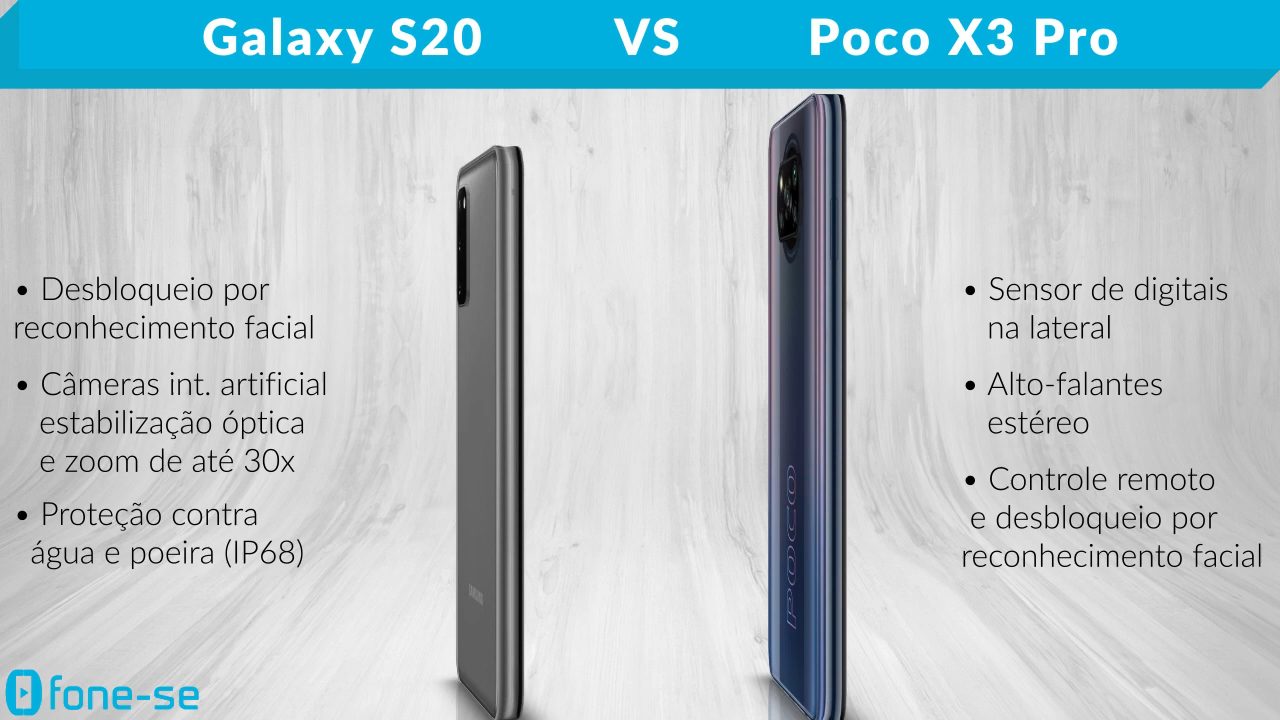 Galaxy S20 VS Poco X3 Pro
• Desbloqueio por
reconhecimento facial
• Câmeras int. artificial
estabilização óptica
e zoom de até 30x
• Proteção contra
água e poeira (IP68)
SAMSUNG
POCO
• Sensor de digitais
na lateral
• Alto-falantes
estéreo
• Controle remoto
e desbloqueio por
reconhecimento facial
fone-se